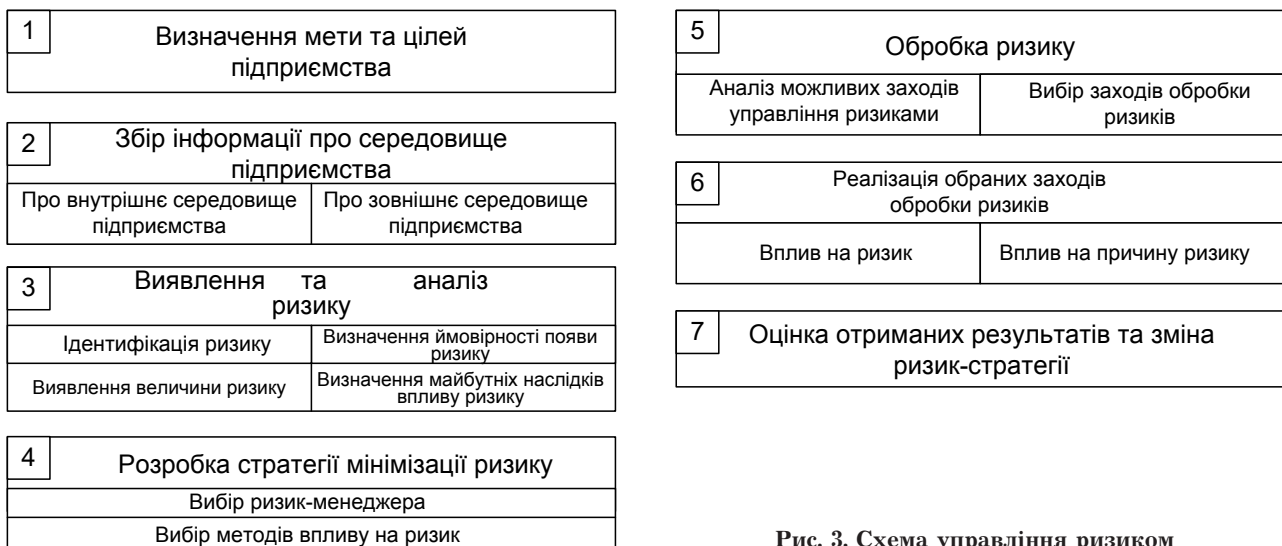 1
Визначення мети та цілей
підприємства
2
Збір інформації про середовище
підприємства
Про внутрішнє середовище
підприємства
Про зовнішнє середовище
підприємства
3
Виявлення та аналіз
ризику
Ідентифікація ризику
Визначення ймовірності появи
ризику
Виявлення величини ризику
Визначення майбутніх наслідків
впливу ризику
4
Розробка стратегії мінімізації ризику
Вибір ризик-менеджера
Вибір методів впливу на ризик
5
Обробка ризику
Аналіз можливих заходів
управління ризиками
Вибір заходів обробки
ризиків
6
Реалізація обраних заходів
обробки ризиків
Вплив на ризик
Вплив на причину ризику
7
Оцінка отриманих результатів та зміна
ризик-стратегії
Рис. 3. Схема управління ризиком